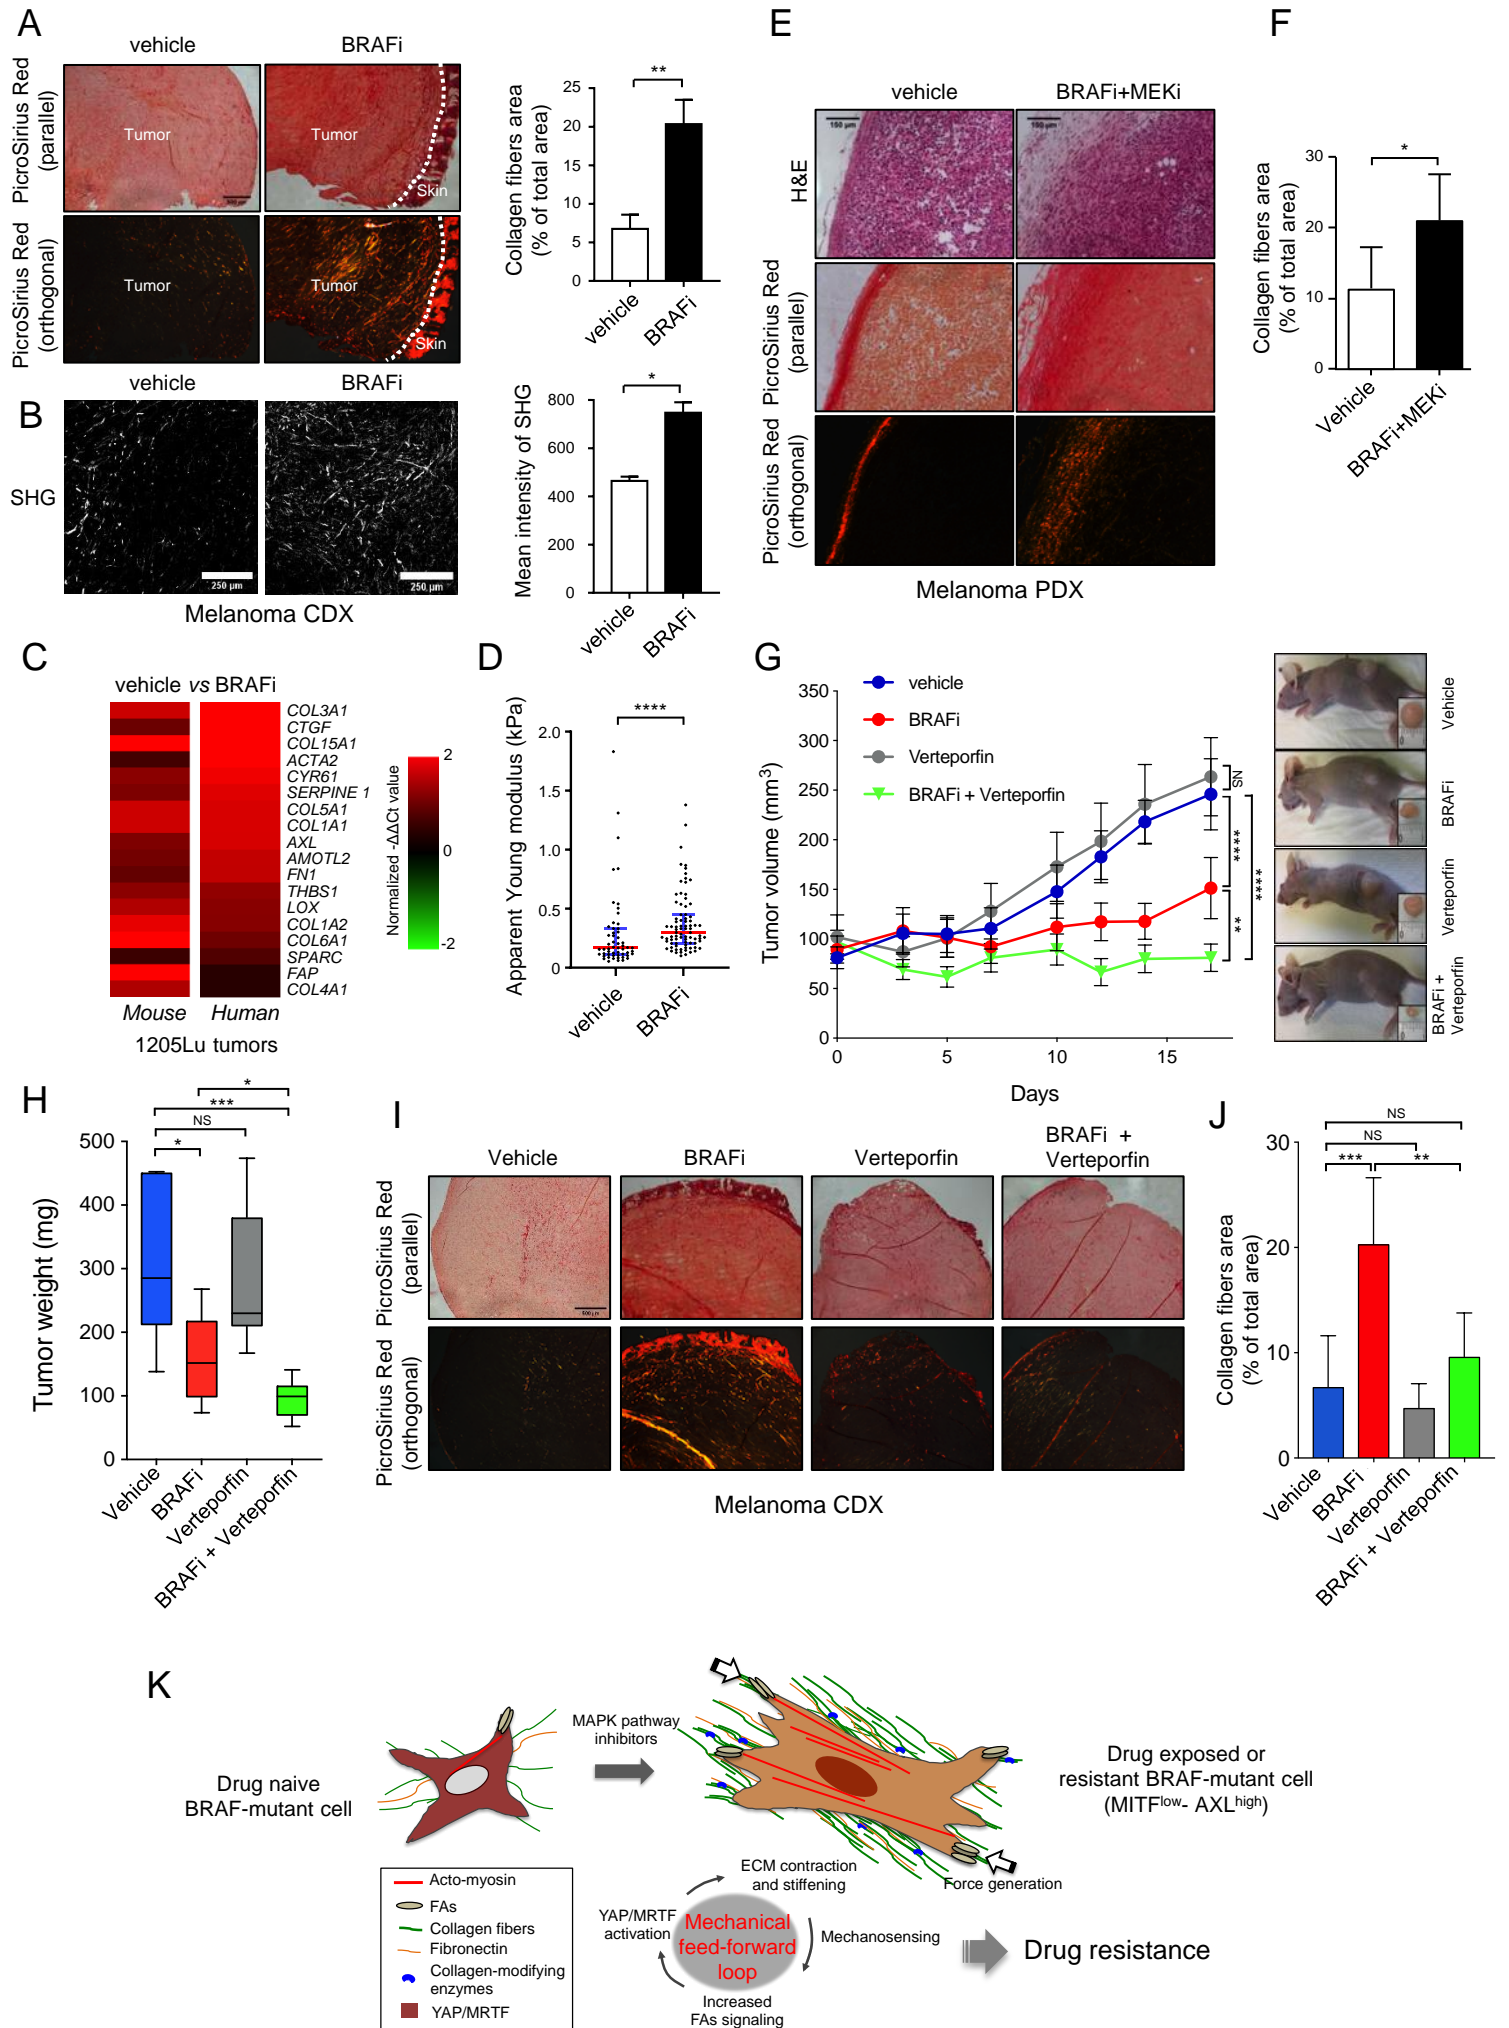 A
vehicle
BRAFi
PicroSirius Red
(parallel)
Tumor
Tumor
Skin
PicroSirius Red
(orthogonal)
Tumor
Tumor
Skin
Collagen fibers area
(% of total area)
25
20
15
10
5
0
**
vehicle
BRAFi
B
vehicle
BRAFi
SHG
250 µm
250 µm
Melanoma CDX
Mean intensity of SHG
800
600
400
200
0
*
vehicle
BRAFi
E
vehicle
BRAFi+MEKi
H&E
150 µm
150 µm
PicroSirius Red
(parallel)
PicroSirius Red
(orthogonal)
Melanoma PDX
F
Collagen fibers area
(% of total area)
30
20
10
0
*
Vehicle
BRAFi+MEKi
C
vehicle vs BRAFi
COL3A1
CTGF
COL15A1
ACTA2
CYR61
SERPINE 1
COL5A1
COL1A1
AXL
AMOTL2
FN1
THBS1
LOX
COL1A2
COL6A1
SPARC
FAP
COL4A1
Mouse
Human
1205Lu tumors
Normalized -ΔΔCt value
2
0
-2
D
Apparent Young modulus (kPa)
2.0
1.0
0.5
0
****
vehicle
BRAFi
G
Tumor volume (mm3)
350
300
250
200
150
100
50
0
0
5
10
15
Days
vehicle
BRAFi
Verteporfin
BRAFi + Verteporfin
NS
****
**
****
Vehicle
BRAFi
Verteporfin
BRAFi +
Verteporfin
H
Tumor weight (mg)
500
400
300
200
100
0
*
***
NS
*
Vehicle
BRAFi
Verteporfin
BRAFi + Verteporfin
I
Vehicle
BRAFi
Verteporfin
BRAFi +
Verteporfin
PicroSirius Red
(parallel)
PicroSirius Red
(orthogonal)
Melanoma CDX
J
Collagen fibers area
(% of total area)
30
20
10
0
NS
NS
***
**
Vehicle
BRAFi
Verteporfin
BRAFi + Verteporfin
K
Drug naive
BRAF-mutant cell
MAPK pathway
inhibitors
Drug exposed or
resistant BRAF-mutant cell
(MITFlow- AXLhigh)
Force generation
Acto-myosin
FAs
Collagen fibers
Fibronectin
Collagen-modifying
enzymes
YAP/MRTF
ECM contraction
and stiffening
YAP/MRTF
activation
Mechanical
feed-forward
loop
Mechanosensing
Increased
FAs signaling
Drug resistance